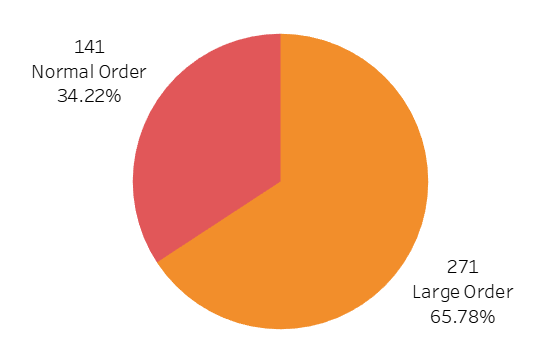 141
Normal Order
34.22%
271
Large Order
65.78%